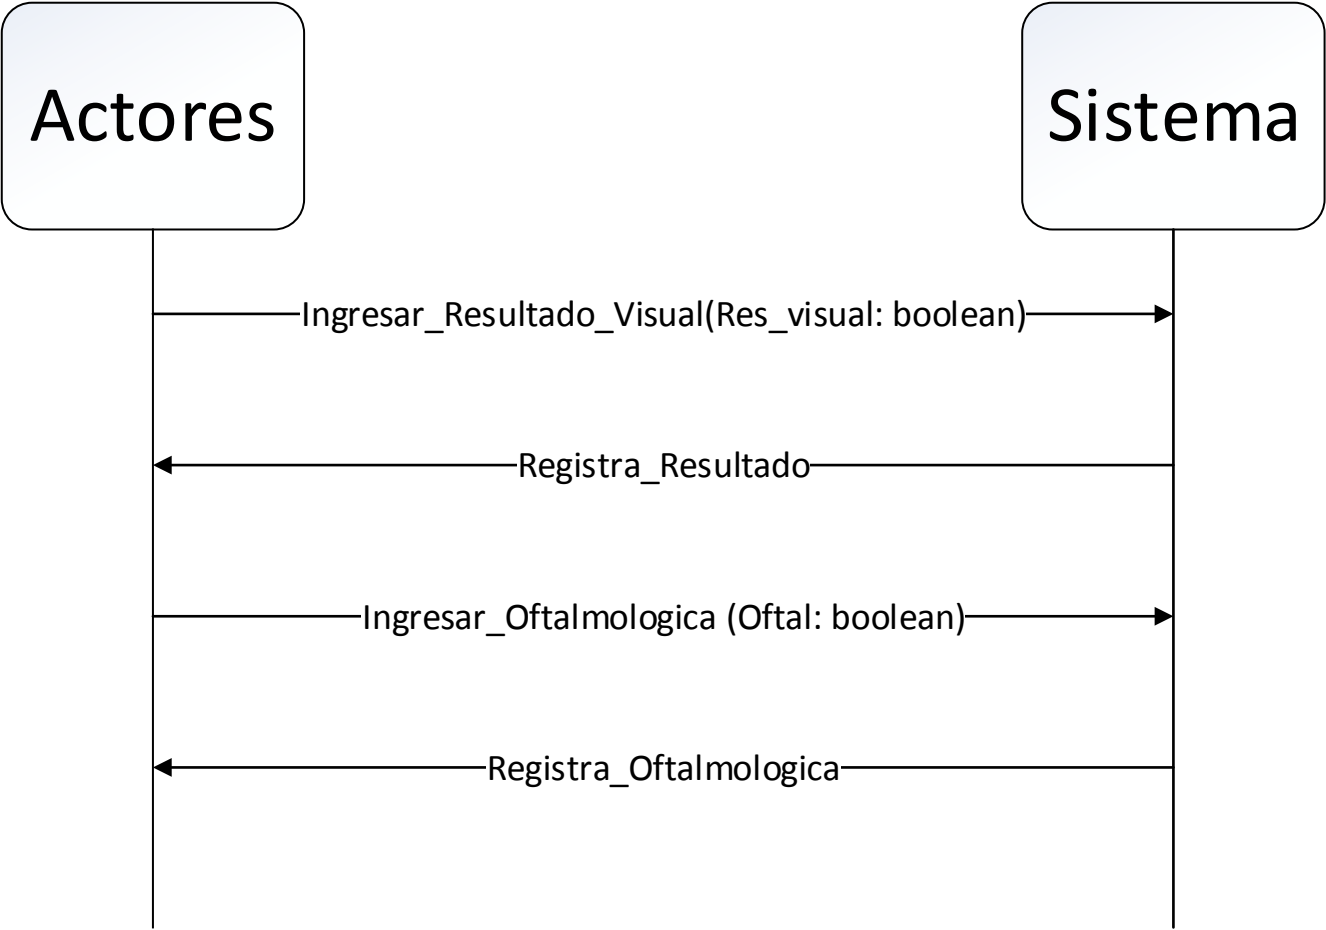 Actores
Sistema
Ingresar_Resultado_Visual(Res_visual: boolean)
Registra_Resultado
Ingresar_Oftalmologica (Oftal: boolean)
Registra_Oftalmologica